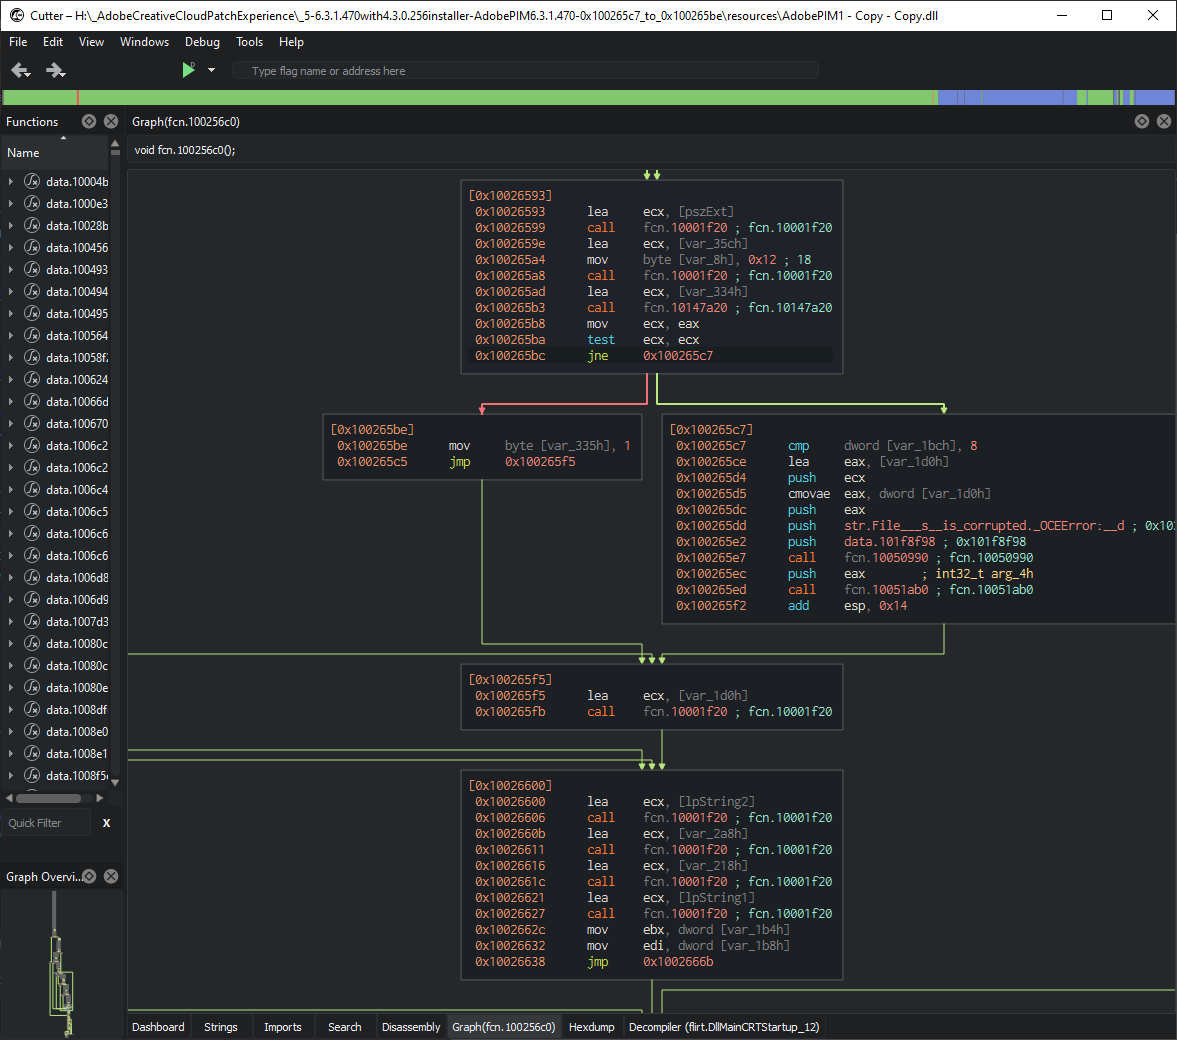 Cutter – H:\_AdobeCreativeCloudPatchExperience\_5-6.3.1.470with4.3.0.256installer-AdobePIM6.3.1.470-0x100265c7_to_0x100265be\resources\AdobePIM1 - Copy - Copy.dll
File Edit View Windows Debug Tools Help
Type flag name or address here
Functions
Name
data.10004b
data.1000e3
data.10028b
data.100456
data.100493
data.100494
data.100495
data.100564
data.10058f2
data.100624
data.10066d
data.100670
data.1006c2
data.1006c2
data.1006c4
data.1006c5
data.1006c6
data.1006c6
data.1006d8
data.1006d9
data.1007d3
data.10080c
data.10080c
data.10080e
data.1008df
data.1008e0
data.1008e1
data.1008f5
Quick Filter X
Graph Overvi...
Graph(fcn.100256c0)
void fcn.100256c0();
[0x10026593]
0x10026593 lea ecx, [pszExt]
0x10026599 call fcn.10001f20 ; fcn.10001f20
0x1002659e lea ecx, [var_35ch]
0x100265a4 mov byte [var_8h], 0x12 ; 18
0x100265a8 call fcn.10001f20 ; fcn.10001f20
0x100265ad lea ecx, [var_334h]
0x100265b3 call fcn.10147a20 ; fcn.10147a20
0x100265b8 mov ecx, eax
0x100265ba test ecx, ecx
0x100265bc jne 0x100265c7
[0x100265be]
0x100265be mov byte [var_335h], 1
0x100265c5 jmp 0x100265f5
[0x100265c7]
0x100265c7 cmp dword [var_1bch], 8
0x100265ce lea eax, [var_1d0h]
0x100265d4 push ecx
0x100265d5 cmovae eax, dword [var_1d0h]
0x100265dc push eax
0x100265dd push str.File___s__is_corrupted._OCEError:__d ; 0x10
0x100265e2 push data.101f8f98 ; 0x101f8f98
0x100265e7 call fcn.10050990 ; fcn.10050990
0x100265ec push eax ; int32_t arg_4h
0x100265ed call fcn.10051ab0 ; fcn.10051ab0
0x100265f2 add esp, 0x14
[0x100265f5]
0x100265f5 lea ecx, [var_1d0h]
0x100265fb call fcn.10001f20 ; fcn.10001f20
[0x10026600]
0x10026600 lea ecx, [lpString2]
0x10026606 call fcn.10001f20 ; fcn.10001f20
0x1002660b lea ecx, [var_2a8h]
0x10026611 call fcn.10001f20 ; fcn.10001f20
0x10026616 lea ecx, [var_218h]
0x1002661c call fcn.10001f20 ; fcn.10001f20
0x10026621 lea ecx, [lpString1]
0x10026627 call fcn.10001f20 ; fcn.10001f20
0x1002662c mov ebx, dword [var_1b4h]
0x10026632 mov edi, dword [var_1b8h]
0x10026638 jmp 0x1002666b
Dashboard Strings Imports Search Disassembly Graph(fcn.100256c0) Hexdump Decompiler (flirt.DllMainCRTStartup_12)